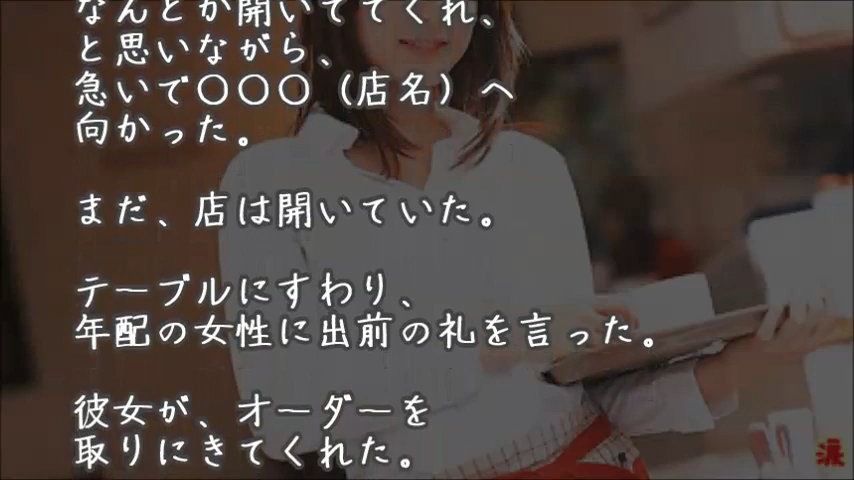 なんとか開いててくれ、
と思いながら、
急いで〇〇〇（店名）へ
向かった。
まだ、店は開いていた。
テーブルにすわり、
年配の女性に出前の礼を言った。
彼女が、オーダーを
取りにきてくれた。
涙